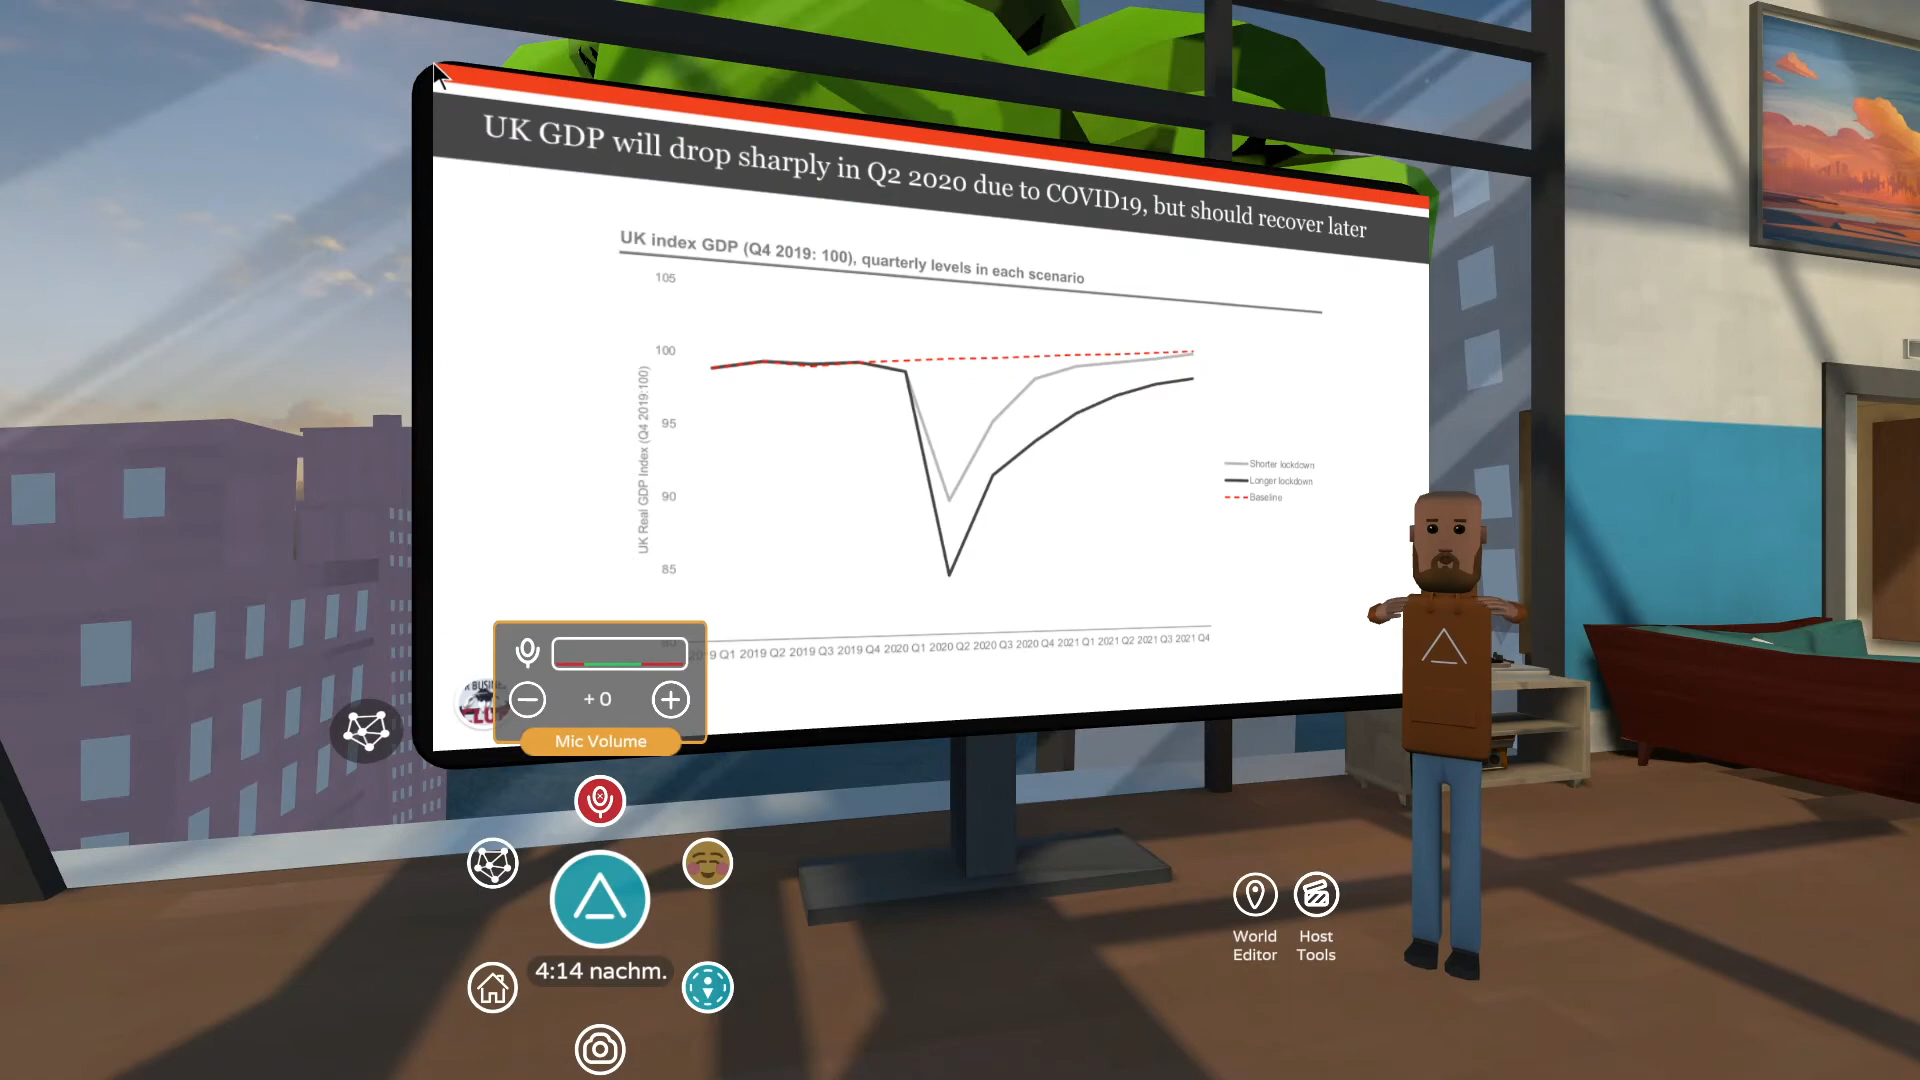 UK GDP will drop sharply in Q2 2020 due to COVID19, but should recover later
UK index GDP (Q4 2019: 100), quarterly levels in each scenario
105
100
95
90
85
UK Real GDP Index (Q4 2019:100)
Q1 2019 Q2 2019 Q3 2019 Q4 2020 Q1 2020 Q2 2020 Q3 2020 Q4 2021 Q1 2021 Q2 2021 Q3 2021 Q4
Shorter lockdown
Longer lockdown
Baseline
+ 0
Mic Volume
4:14 nachm.
World
Editor
Host
Tools